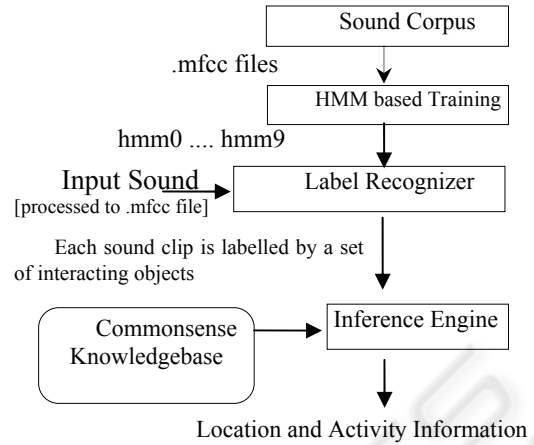 Sound Corpus
.mfcc files
HMM based Training
hmm0 .... hmm9
Input Sound
[processed to .mfcc file]
Label Recognizer
Each sound clip is labelled by a set
of interacting objects
Commonsense
Knowledgebase
Inference Engine
Location and Activity Information